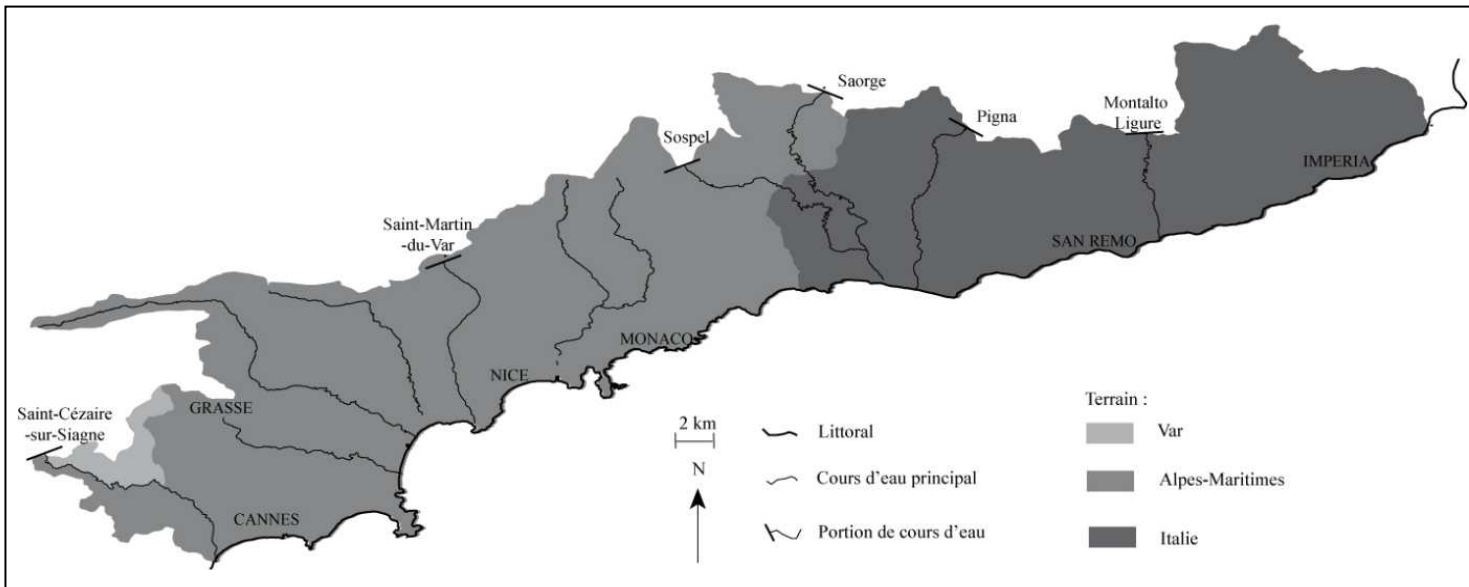 Saorge
Pigna
Montalto
Ligure
Sospel
IMPERIA
Saint-Martin
-du-Var
SAN REMO
MONACO
NICE
GRASSE
Saint-Cézaire
-sur-Siagne
CANNES
2 km
N
Littoral
Cours d'eau principal
Portion de cours d'eau
Terrain :
Var
Alpes-Maritimes
Italie